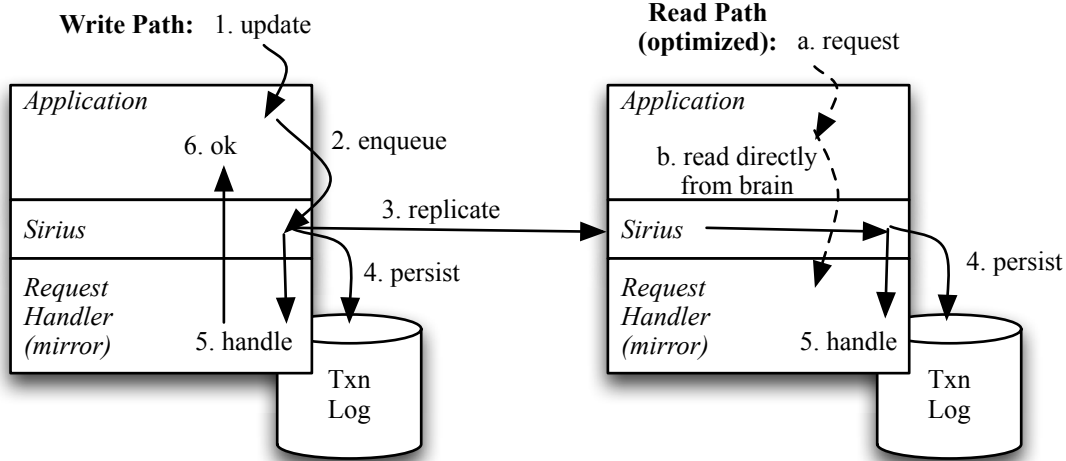 Write Path: 1. update
Application
6. ok
2. enqueue
Sirius
3. replicate
4. persist
Request
Handler
(mirror)
5. handle
Txn
Log
Read Path
(optimized): a. request
Application
b. read directly
from brain
Sirius
4. persist
Request
Handler
(mirror)
5. handle
Txn
Log